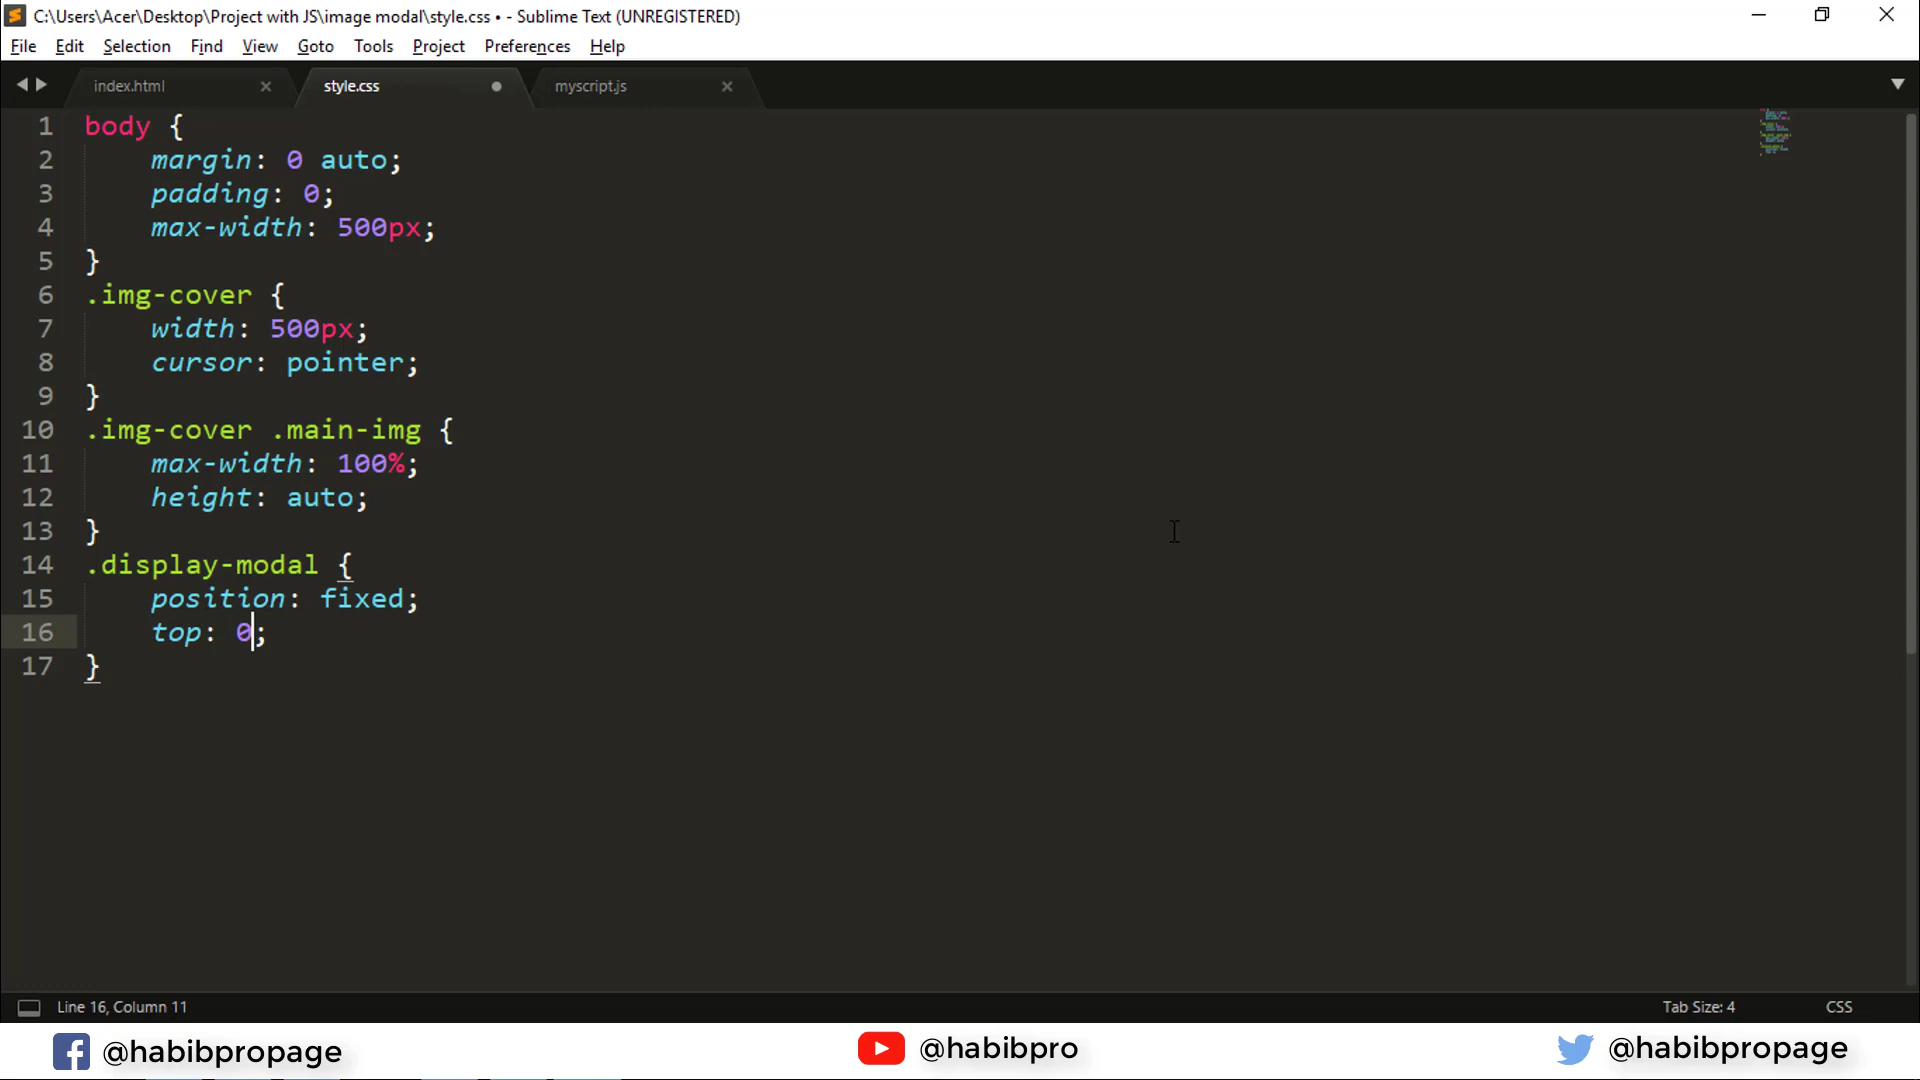 C:\Users\Acer\Desktop\Project with JS\image modal\style.css • - Sublime Text (UNREGISTERED)
File Edit Selection Find View Goto Tools Project Preferences Help
index.html style.css myscript.js
1 body {
2 margin: 0 auto;
3 padding: 0;
4 max-width: 500px;
5 }
6 .img-cover {
7 width: 500px;
8 cursor: pointer;
9 }
10 .img-cover .main-img {
11 max-width: 100%;
12 height: auto;
13 }
14 .display-modal {
15 position: fixed;
16 top: 0;
17 }
Line 16, Column 11 Tab Size: 4 CSS
@habibpropage @habibpro @habibpropage